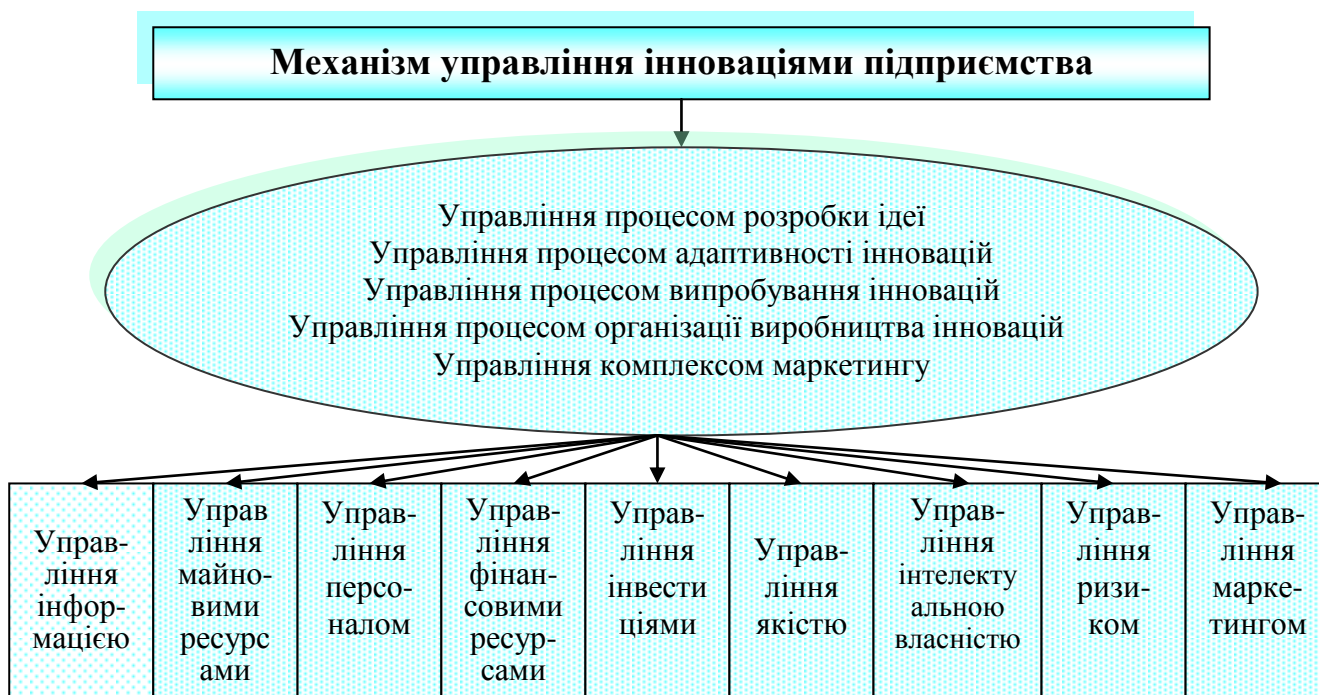 Механізм управління інноваціями підприємства
Управління процесом розробки ідеї
Управління процесом адаптивності інновацій
Управління процесом випробування інновацій
Управління процесом організації виробництва інновацій
Управління комплексом маркетингу
Управ-
ління
інфор-
мацією
Управ
ління
майно-
вими
ресурс
ами
Управ-
ління
персо-
налом
Управ-
ління
фінан-
совими
ресур-
сами
Управ-
ління
інвести
ціями
Управ-
ління
якістю
Управ-
ління
інтелекту
альною
власністю
Управ-
ління
ризи-
ком
Управ-
ління
марке-
тингом